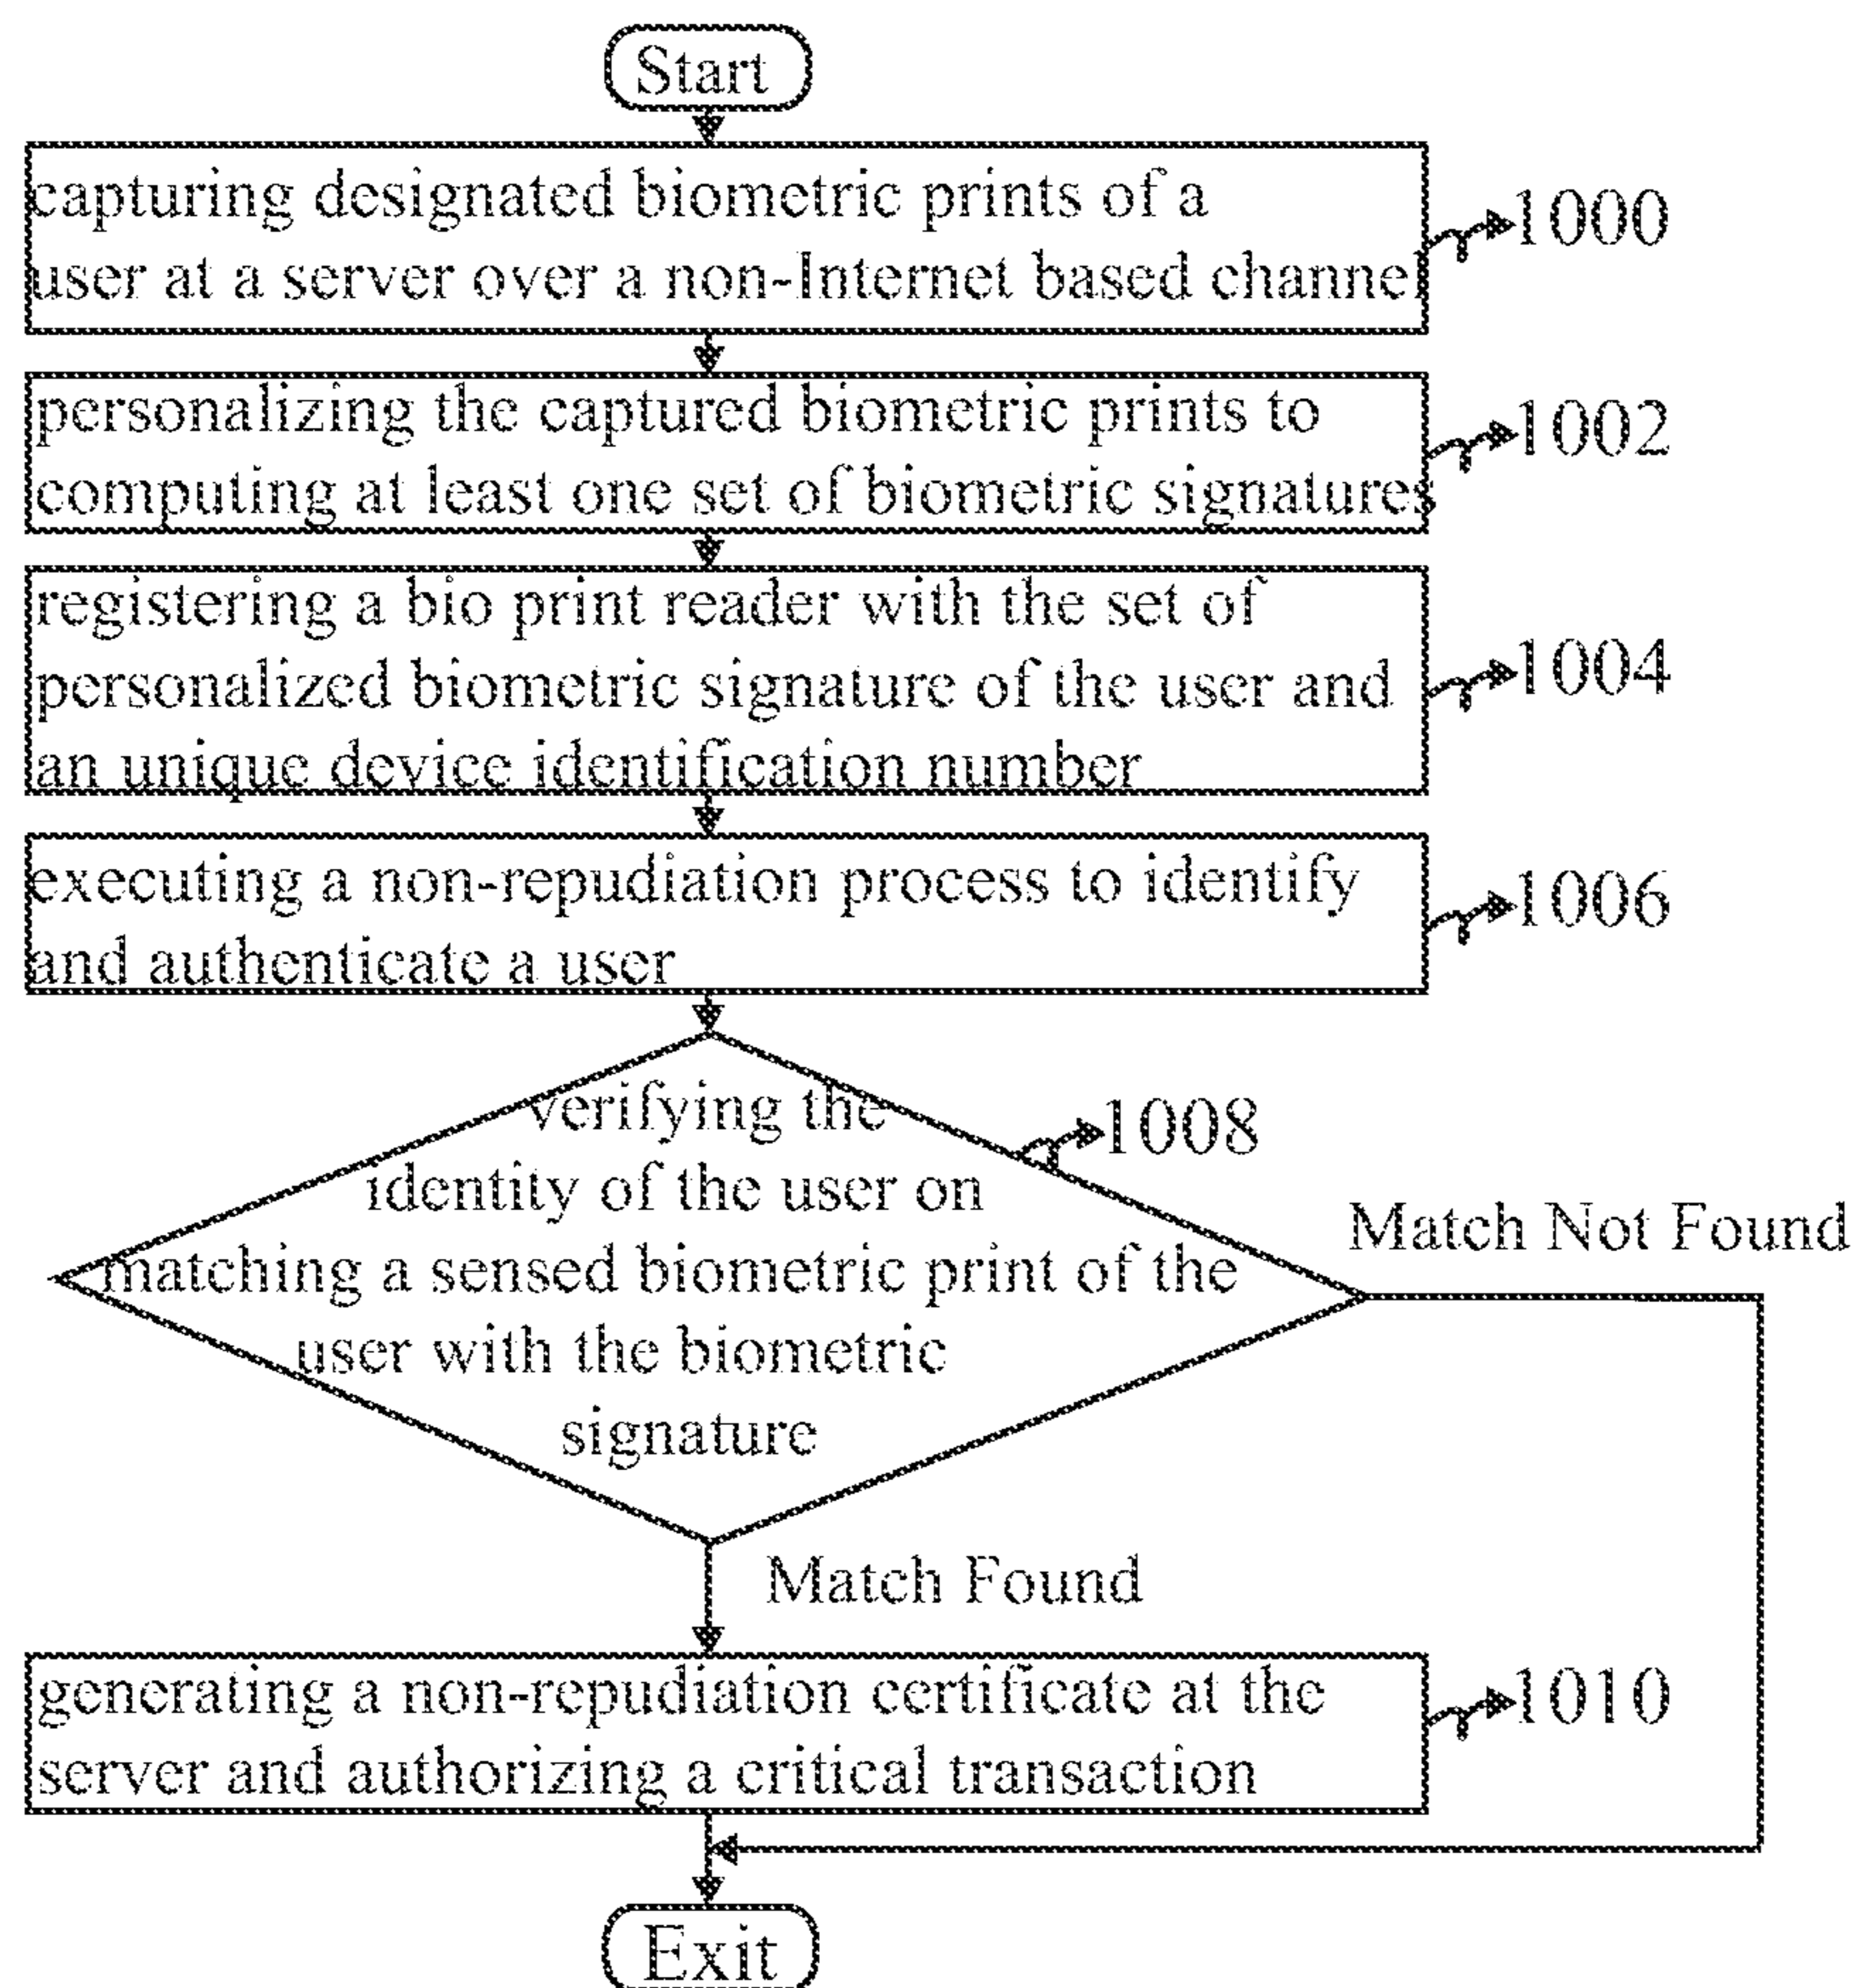 Start
capturing designated biometric prints of a
user at a server over a non-Internet based channel
1000
personalizing the captured biometric prints to
computing at least one set of biometric signatures
1002
registering a bio print reader with the set of
personalized biometric signature of the user and
an unique device identification number
1004
executing a non-repudiation process to identify
and authenticate a user
1006
verifying the
identity of the user on
matching a sensed biometric print of the
user with the biometric
signature
1008
Match Not Found
Match Found
generating a non-repudiation certificate at the
server and authorizing a critical transaction
1010
Exit